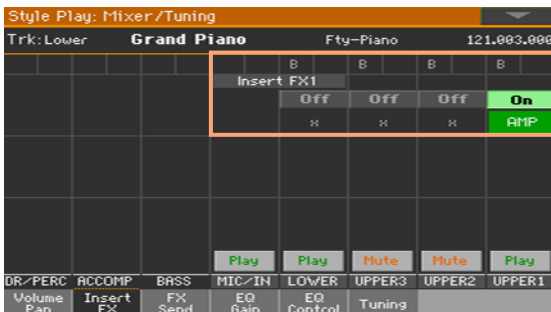 Style Play: Mixer/Tuning
Trk:Lower Grand Piano Fty-Piano 121.003.000
B B B B
Insert FX1
Off Off Off On
x x x AMP
Play Play Mute Mute Play
DR/PERC ACCOMP BASS MIC/IN LOWER UPPER3 UPPER2 UPPER1
Volume Insert FX EQ EQ Tuning
Pan FX Send Gain Control